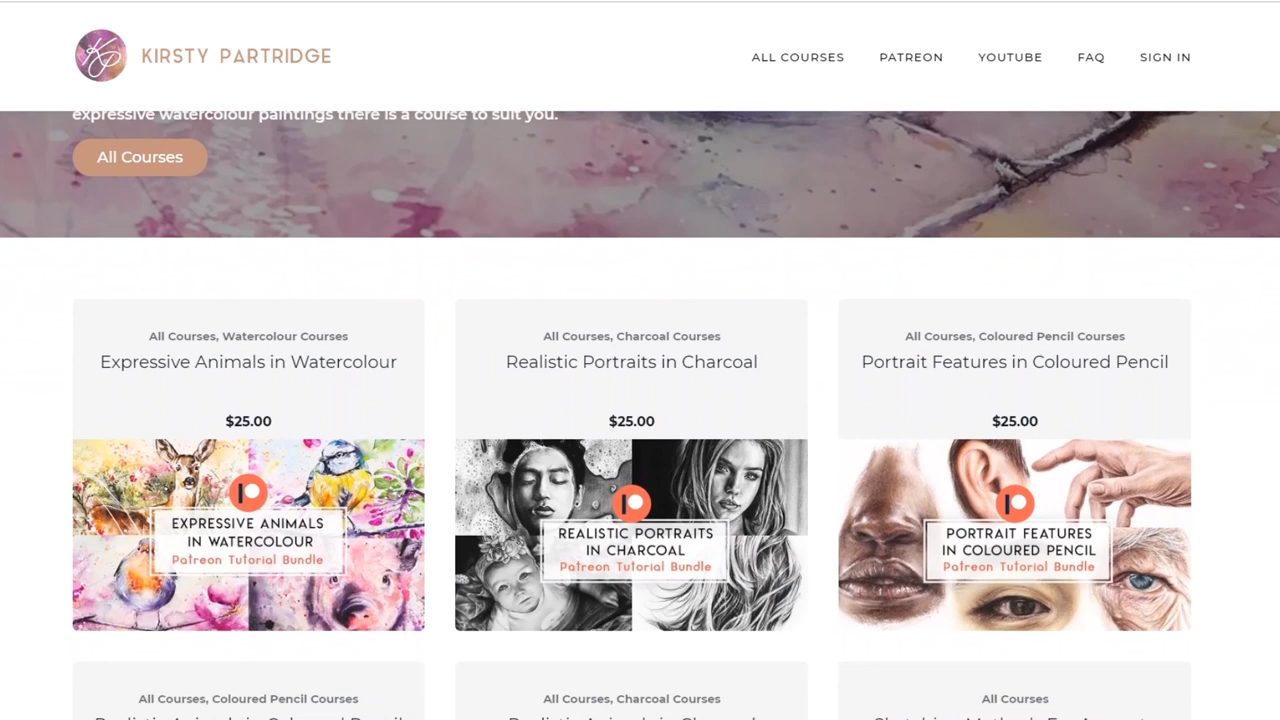 KIRSTY PARTRIDGE
ALL COURSES PATREON YOUTUBE FAQ SIGN IN
expressive watercolour paintings there is a course to suit you.
All Courses
All Courses, Watercolour Courses
Expressive Animals in Watercolour
$25.00
EXPRESSIVE ANIMALS
IN WATERCOLOUR
Patreon Tutorial Bundle
All Courses, Charcoal Courses
Realistic Portraits in Charcoal
$25.00
REALISTIC PORTRAITS
IN CHARCOAL
Patreon Tutorial Bundle
All Courses, Coloured Pencil Courses
Portrait Features in Coloured Pencil
$25.00
PORTRAIT FEATURES
IN COLOURED PENCIL
Patreon Tutorial Bundle
All Courses, Coloured Pencil Courses
All Courses, Charcoal Courses
All Courses